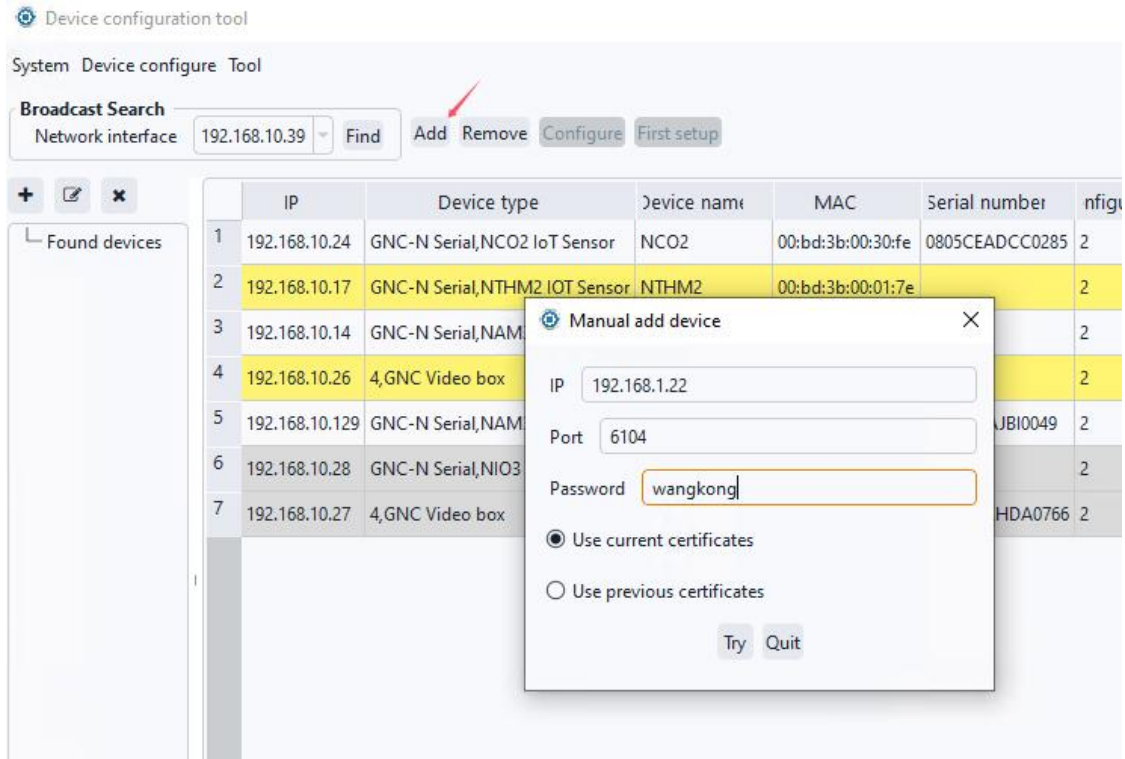 Device configuration tool
System Device configure Tool
Broadcast Search
Network interface 192.168.10.39 Find Add Remove Configure First setup
IP Device type Device name MAC Serial number nfigu
Found devices
1 192.168.10.24 GNC-N Serial,NCO2 IoT Sensor NCO2 00:bd:3b:00:30:fe 0805CEADCC0285 2
2 192.168.10.17 GNC-N Serial,NTHM2 IOT Sensor NTHM2 00:bd:3b:00:01:7e 2
3 192.168.10.14 GNC-N Serial,NAM 2
4 192.168.10.26 4,GNC Video box 2
5 192.168.10.129 GNC-N Serial,NAM JBI0049 2
6 192.168.10.28 GNC-N Serial,NIO3 2
7 192.168.10.27 4,GNC Video box HDA0766 2
Manual add device
IP 192.168.1.22
Port 6104
Password wangkong
Use current certificates
Use previous certificates
Try Quit